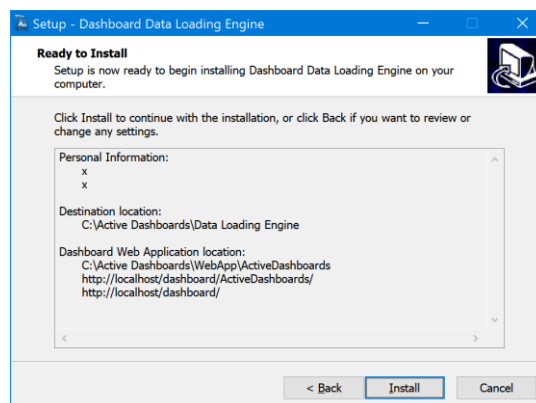 Setup - Dashboard Data Loading Engine
Ready to Install
Setup is now ready to begin installing Dashboard Data Loading Engine on your
computer.
Click Install to continue with the installation, or click Back if you want to review or
change any settings.
Personal Information:
x
x
Destination location:
C:\Active Dashboards\Data Loading Engine
Dashboard Web Application location:
C:\Active Dashboards\WebApp\ActiveDashboards
http://localhost/dashboard/ActiveDashboards/
http://localhost/dashboard/
< Back
Install
Cancel